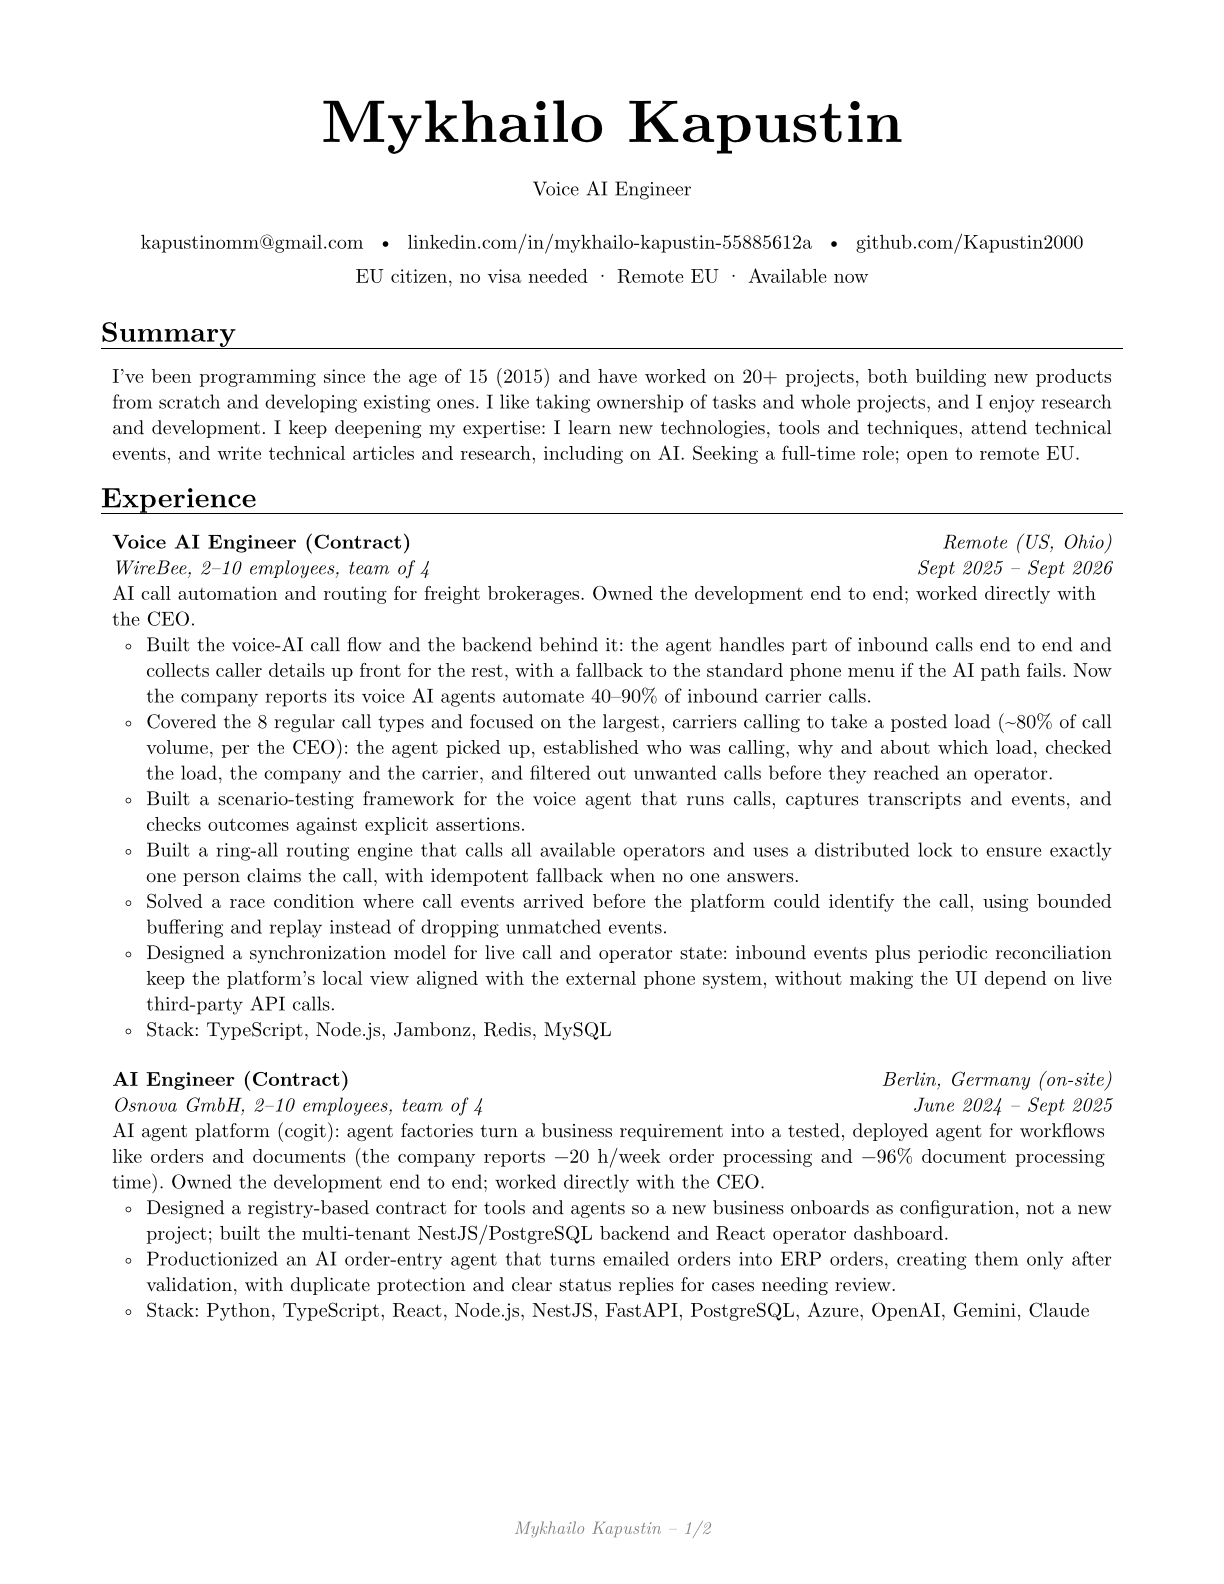 Mykhailo Kapustin
Voice AI Engineer
kapustinomm@gmail.com • linkedin.com/in/mykhailo-kapustin-55885612a • github.com/Kapustin2000
EU citizen, no visa needed · Remote EU · Available now
Summary
I've been programming since the age of 15 (2015) and have worked on 20+ projects, both building new products
from scratch and developing existing ones. I like taking ownership of tasks and whole projects, and I enjoy research
and development. I keep deepening my expertise: I learn new technologies, tools and techniques, attend technical
events, and write technical articles and research, including on AI. Seeking a full-time role; open to remote EU.
Experience
Voice AI Engineer (Contract) Remote (US, Ohio)
WireBee, 2–10 employees, team of 4 Sept 2025 – Sept 2026
AI call automation and routing for freight brokerages. Owned the development end to end; worked directly with
the CEO.
◦ Built the voice-AI call flow and the backend behind it: the agent handles part of inbound calls end to end and
collects caller details up front for the rest, with a fallback to the standard phone menu if the AI path fails. Now
the company reports its voice AI agents automate 40–90% of inbound carrier calls.
◦ Covered the 8 regular call types and focused on the largest, carriers calling to take a posted load (~80% of call
volume, per the CEO): the agent picked up, established who was calling, why and about which load, checked
the load, the company and the carrier, and filtered out unwanted calls before they reached an operator.
◦ Built a scenario-testing framework for the voice agent that runs calls, captures transcripts and events, and
checks outcomes against explicit assertions.
◦ Built a ring-all routing engine that calls all available operators and uses a distributed lock to ensure exactly
one person claims the call, with idempotent fallback when no one answers.
◦ Solved a race condition where call events arrived before the platform could identify the call, using bounded
buffering and replay instead of dropping unmatched events.
◦ Designed a synchronization model for live call and operator state: inbound events plus periodic reconciliation
keep the platform's local view aligned with the external phone system, without making the UI depend on live
third-party API calls.
◦ Stack: TypeScript, Node.js, Jambonz, Redis, MySQL
AI Engineer (Contract) Berlin, Germany (on-site)
Osnova GmbH, 2–10 employees, team of 4 June 2024 – Sept 2025
AI agent platform (cogit): agent factories turn a business requirement into a tested, deployed agent for workflows
like orders and documents (the company reports −20 h/week order processing and −96% document processing
time). Owned the development end to end; worked directly with the CEO.
◦ Designed a registry-based contract for tools and agents so a new business onboards as configuration, not a new
project; built the multi-tenant NestJS/PostgreSQL backend and React operator dashboard.
◦ Productionized an AI order-entry agent that turns emailed orders into ERP orders, creating them only after
validation, with duplicate protection and clear status replies for cases needing review.
◦ Stack: Python, TypeScript, React, Node.js, NestJS, FastAPI, PostgreSQL, Azure, OpenAI, Gemini, Claude
Mykhailo Kapustin – 1/2